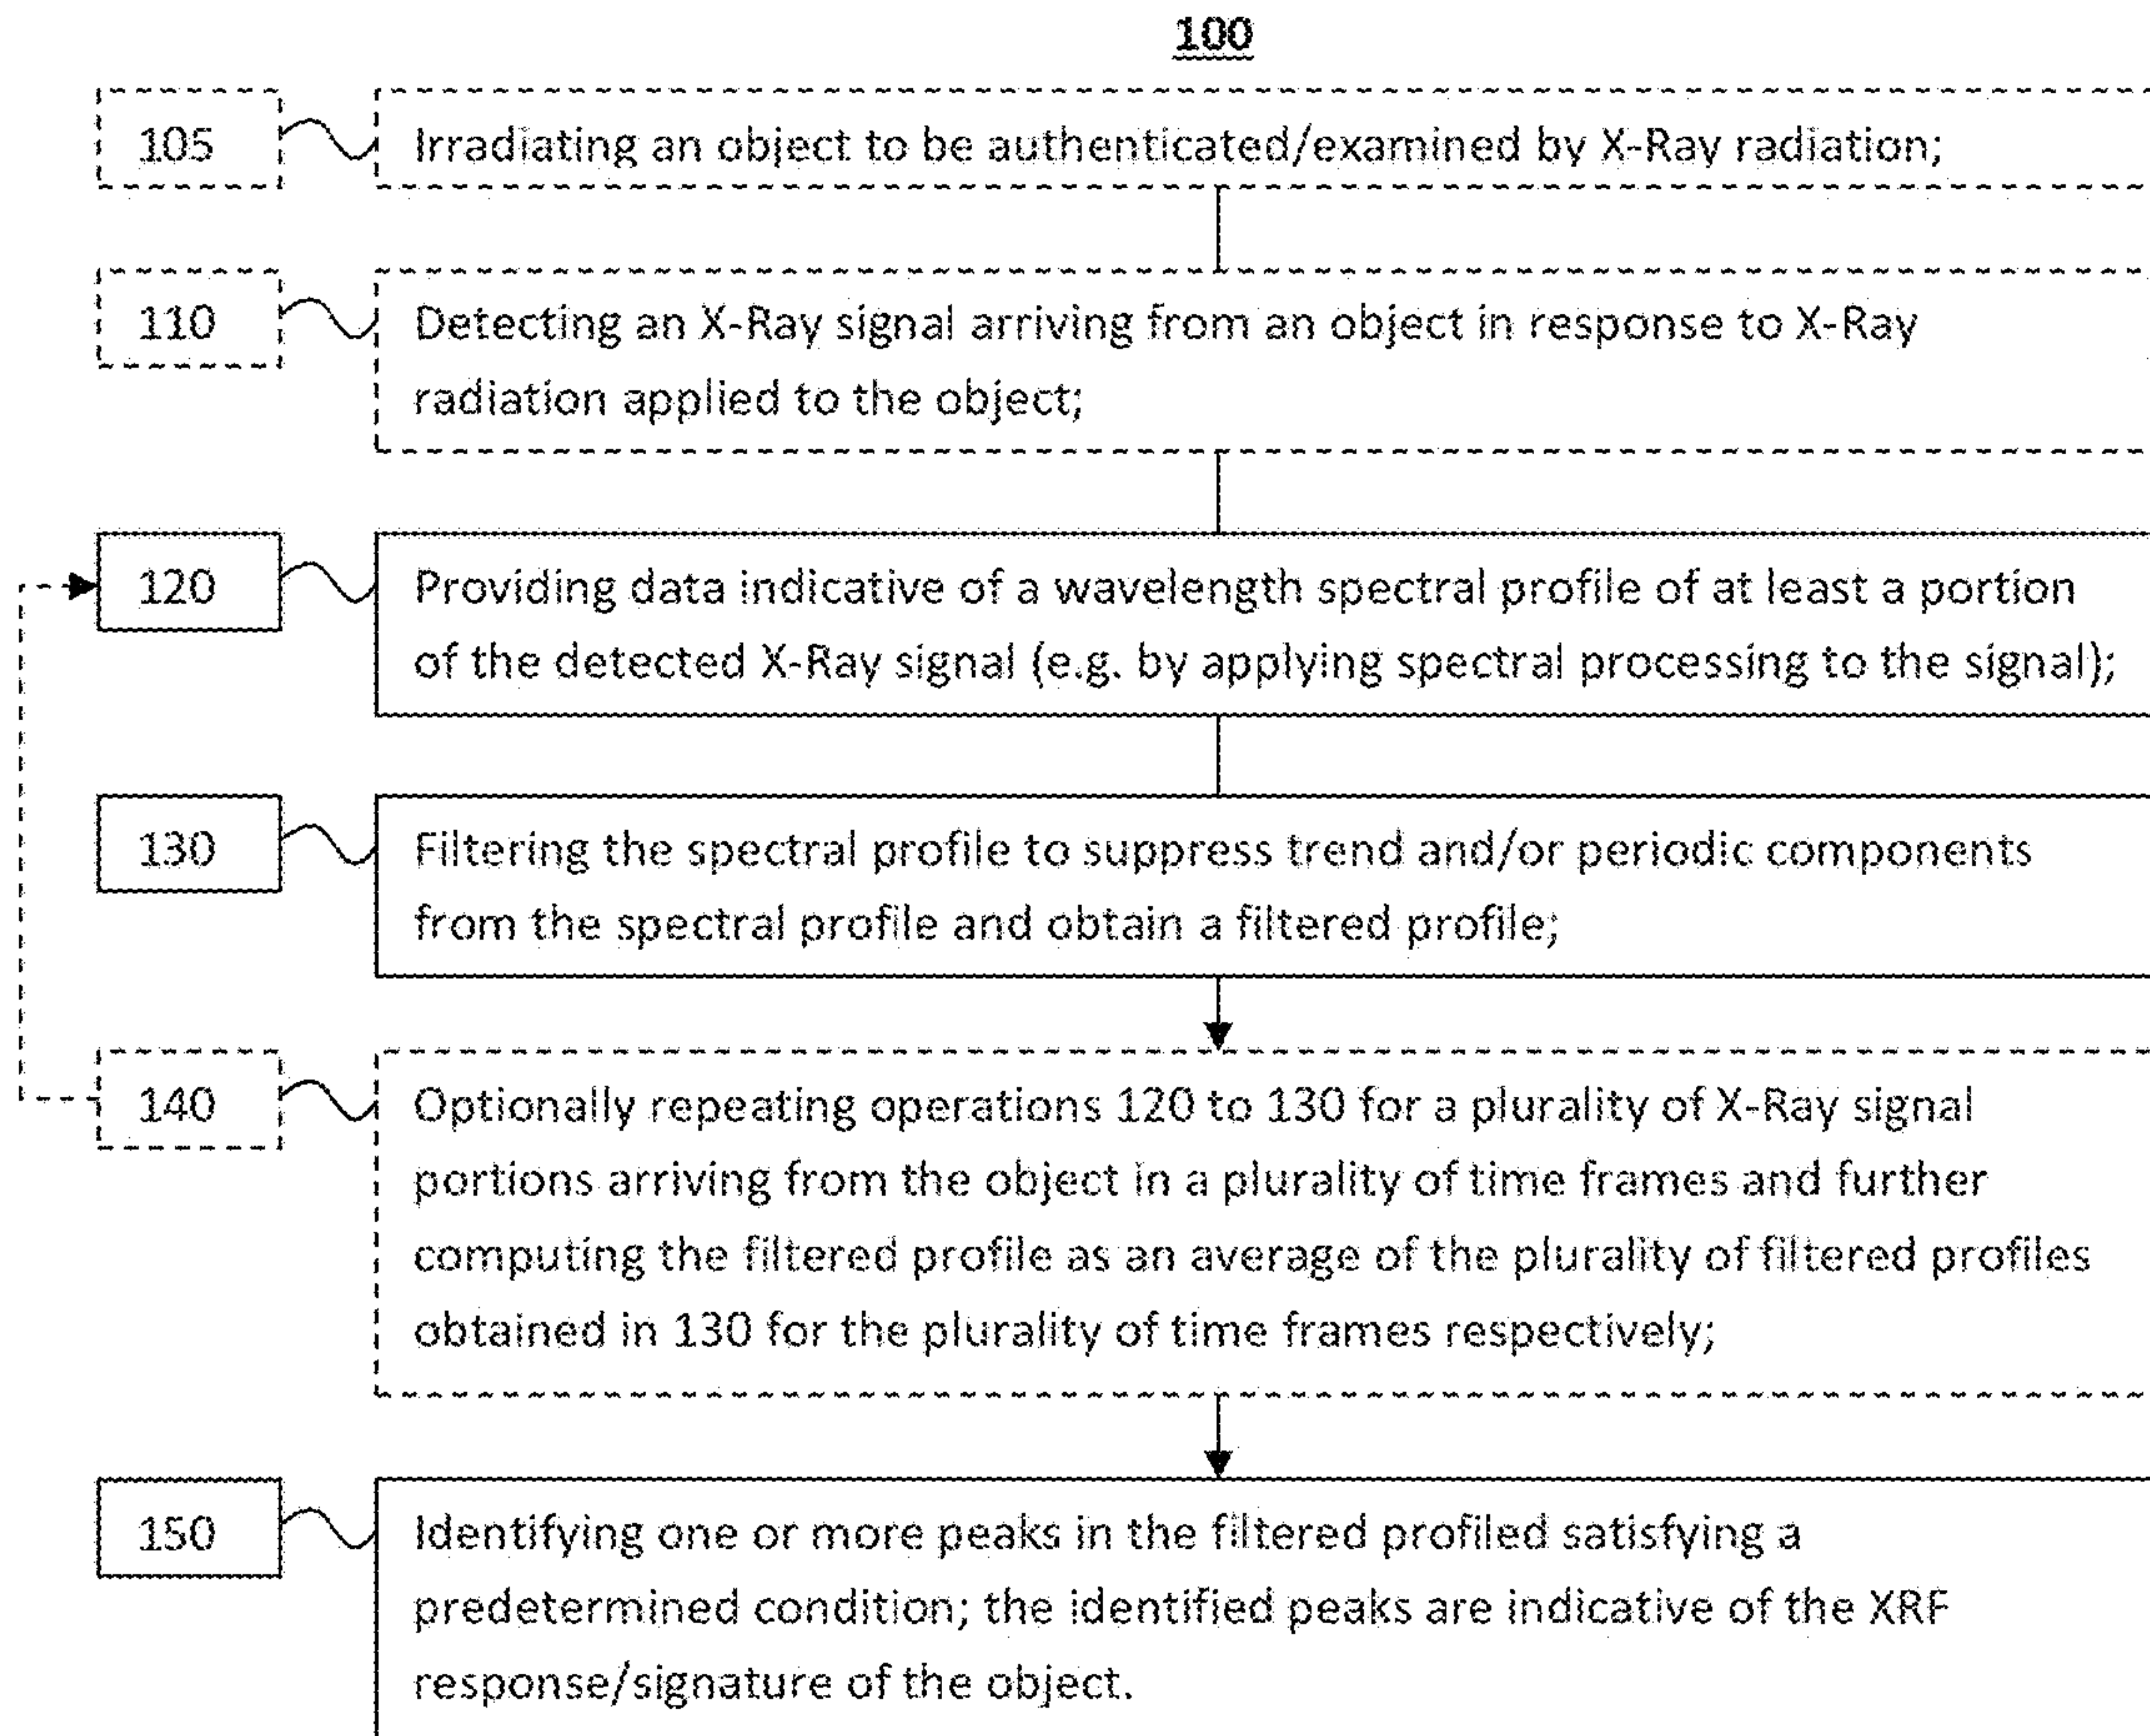 100
105
Irradiating an object to be authenticated/examined by X-Ray radiation;
110
Detecting an X-Ray signal arriving from an object in response to X-Ray
radiation applied to the object;
120
Providing data indicative of a wavelength spectral profile of at least a portion
of the detected X-Ray signal (e.g. by applying spectral processing to the signal);
130
Filtering the spectral profile to suppress trend and/or periodic components
from the spectral profile and obtain a filtered profile;
140
Optionally repeating operations 120 to 130 for a plurality of X-Ray signal
portions arriving from the object in a plurality of time frames and further
computing the filtered profile as an average of the plurality of filtered profiles
obtained in 130 for the plurality of time frames respectively;
150
Identifying one or more peaks in the filtered profiled satisfying a
predetermined condition; the identified peaks are indicative of the XRF
response/signature of the object.